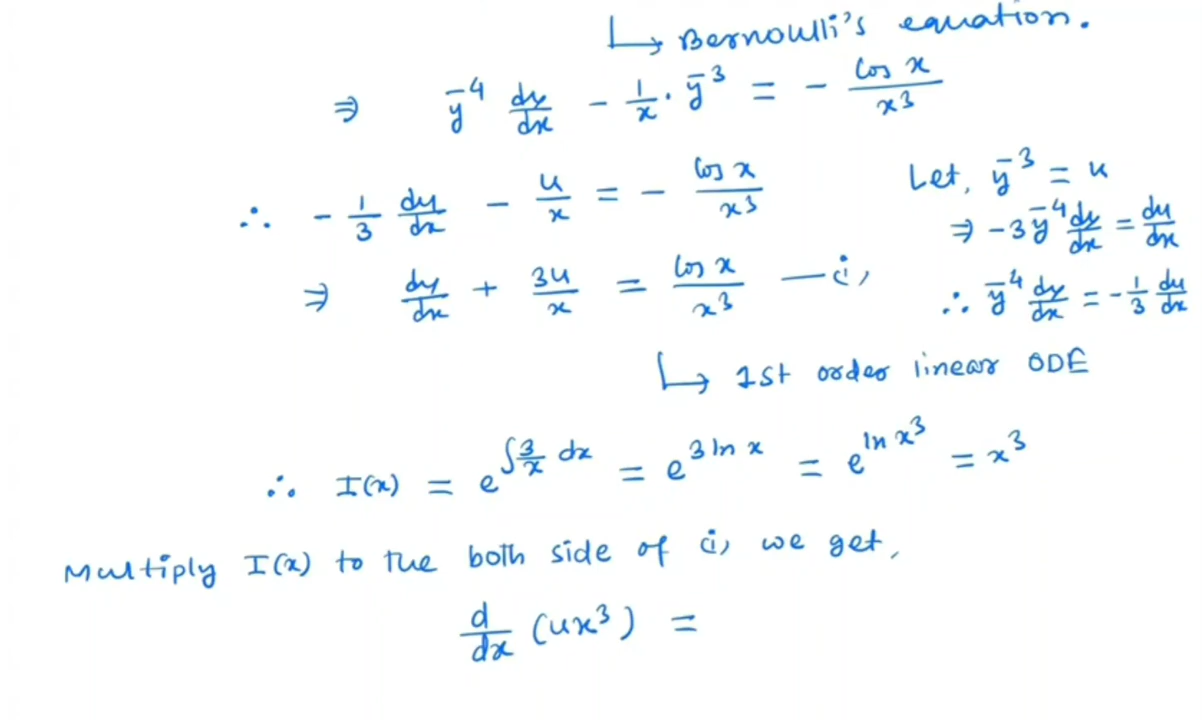 ↳ Bernoulli's equation.
⇒ y⁻⁴ dy/dx - 1/x · y⁻³ = - cos x / x³
∴ - 1/3 du/dx - u/x = - cos x / x³
Let, y⁻³ = u
⇒ -3y⁻⁴ dy/dx = du/dx
⇒ du/dx + 3u/x = cos x / x³ — i,
∴ y⁻⁴ dy/dx = - 1/3 du/dx
↳ 1st order linear ODE
∴ I(x) = e^∫3/x dx = e^3 ln x = e^ln x³ = x³
Multiply I(x) to the both side of i, we get,
d/dx (ux³) =